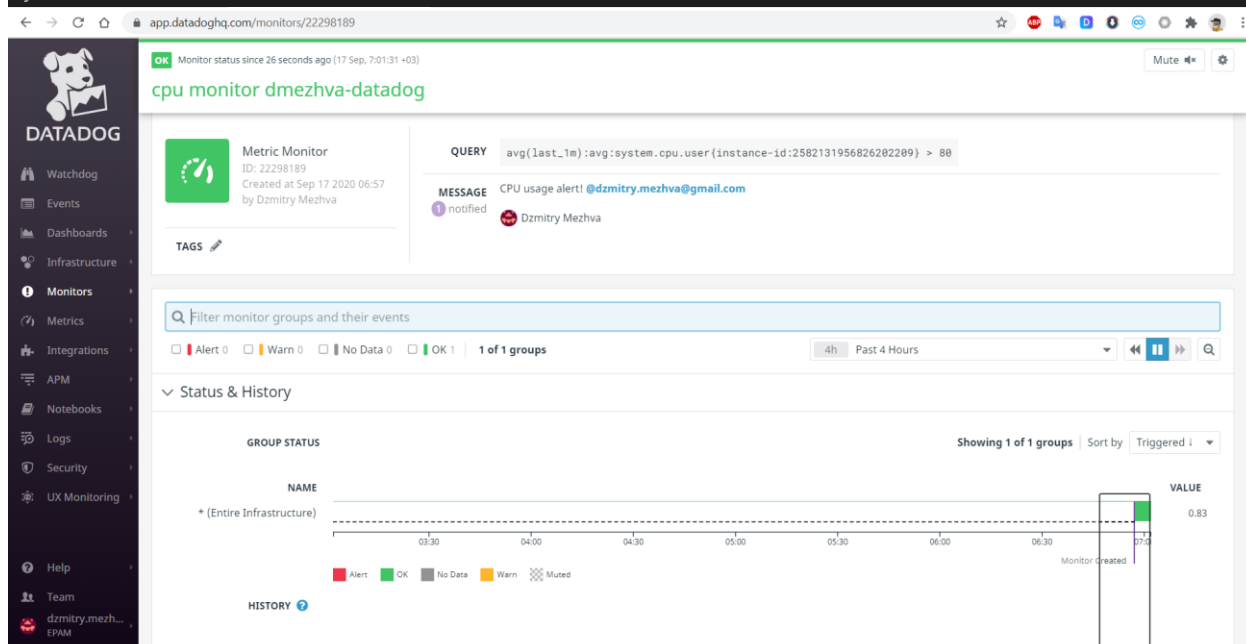 app.datadoghq.com/monitors/22298189
ABP
D
OK Monitor status since 26 seconds ago (17 Sep, 7:01:31 +03)
Mute
cpu monitor dmezhva-datadog
DATADOG
Watchdog
Events
Dashboards
Infrastructure
Monitors
Metrics
Integrations
APM
Notebooks
Logs
Security
UX Monitoring
Help
Team
dzmitry.mezh...
EPAM
Metric Monitor
ID: 22298189
Created at Sep 17 2020 06:57
by Dzmitry Mezhva
TAGS
QUERY avg(last_1m):avg:system.cpu.user{instance-id:2582131956826202209} > 80
MESSAGE CPU usage alert! @dzmitry.mezhva@gmail.com
1 notified
Dzmitry Mezhva
Filter monitor groups and their events
Alert 0 Warn 0 No Data 0 OK 1 1 of 1 groups
4h Past 4 Hours
Status & History
GROUP STATUS
Showing 1 of 1 groups Sort by Triggered ↓
NAME VALUE
* (Entire Infrastructure) 0.83
03:30 04:00 04:30 05:00 05:30 06:00 06:30 07:0
Monitor Created
Alert OK No Data Warn Muted
HISTORY ?